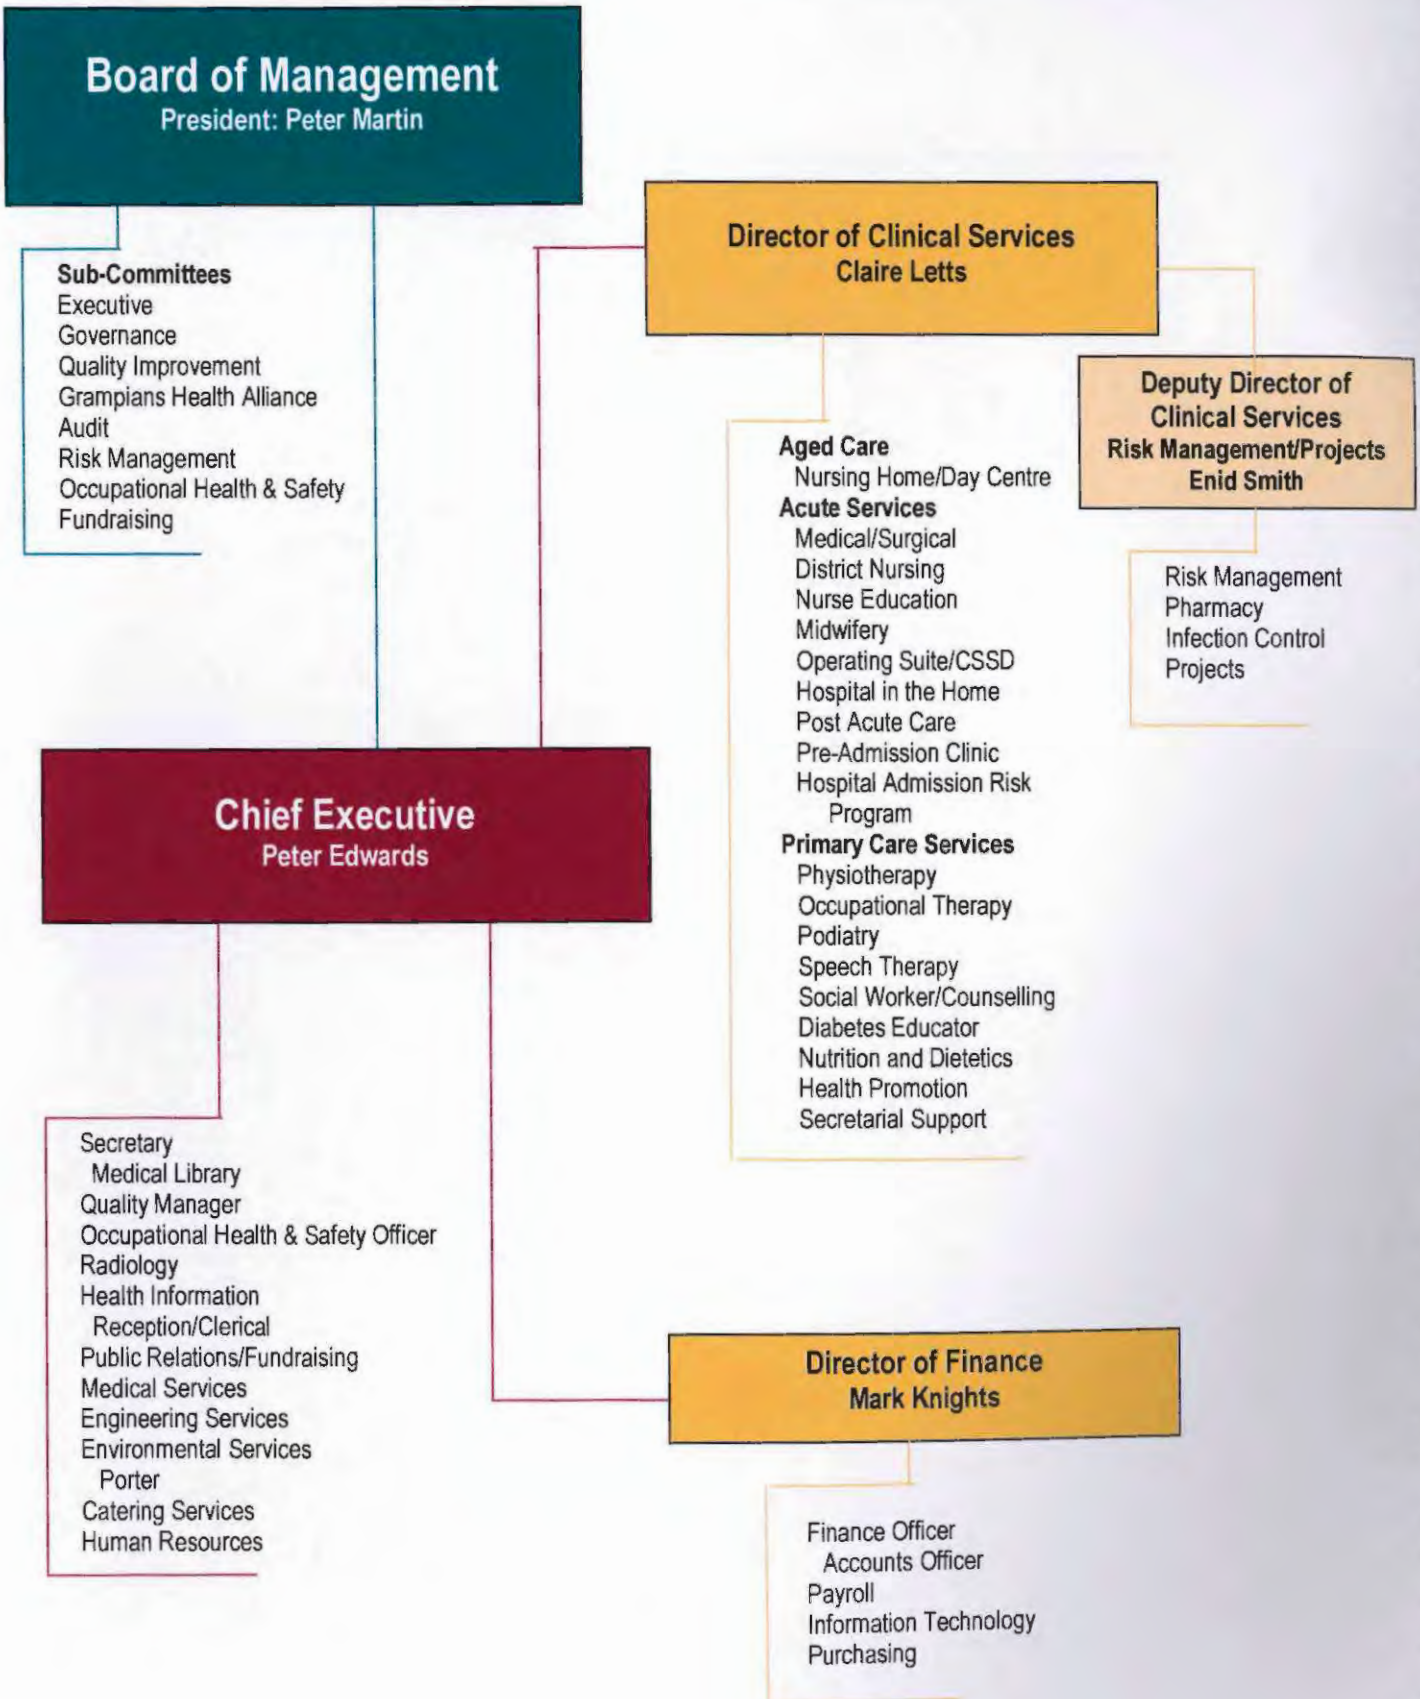 Board of Management
President: Peter Martin
Sub-Committees
Executive
Governance
Quality Improvement
Grampians Health Alliance
Audit
Risk Management
Occupational Health & Safety
Fundraising
Director of Clinical Services
Claire Letts
Deputy Director of
Clinical Services
Risk Management/Projects
Enid Smith
Aged Care
Nursing Home/Day Centre
Acute Services
Medical/Surgical
District Nursing
Nurse Education
Midwifery
Operating Suite/CSSD
Hospital in the Home
Post Acute Care
Pre-Admission Clinic
Hospital Admission Risk
Program
Primary Care Services
Physiotherapy
Occupational Therapy
Podiatry
Speech Therapy
Social Worker/Counselling
Diabetes Educator
Nutrition and Dietetics
Health Promotion
Secretarial Support
Risk Management
Pharmacy
Infection Control
Projects
Chief Executive
Peter Edwards
Secretary
Medical Library
Quality Manager
Occupational Health & Safety Officer
Radiology
Health Information
Reception/Clerical
Public Relations/Fundraising
Medical Services
Engineering Services
Environmental Services
Porter
Catering Services
Human Resources
Director of Finance
Mark Knights
Finance Officer
Accounts Officer
Payroll
Information Technology
Purchasing